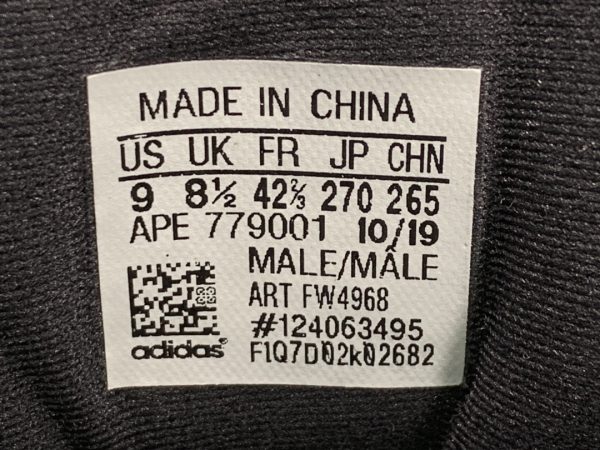 MADE IN CHINA
US UK FR JP CHN
9 8½ 42⅔ 270 265
APE 779001 10/19
MALE/MÂLE
ART FW4968
#124063495
adidas® F1Q7D02k02682